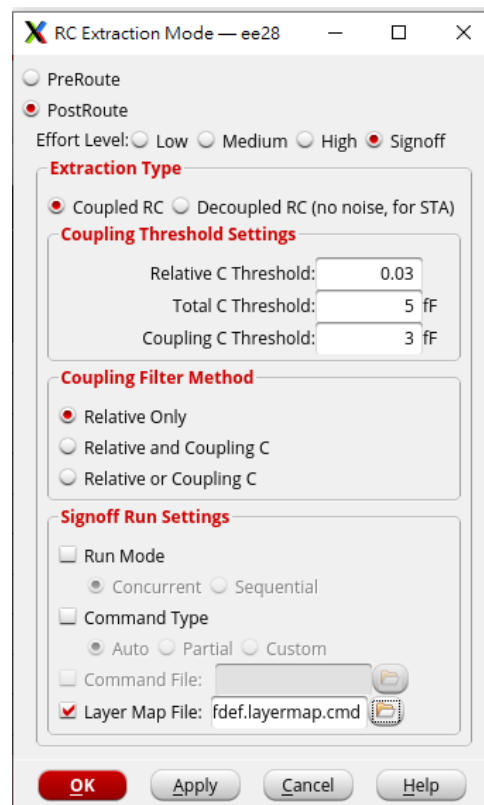 RC Extraction Mode — ee28
PreRoute
PostRoute
Effort Level: Low Medium High Signoff
Extraction Type
Coupled RC Decoupled RC (no noise, for STA)
Coupling Threshold Settings
Relative C Threshold: 0.03
Total C Threshold: 5 fF
Coupling C Threshold: 3 fF
Coupling Filter Method
Relative Only
Relative and Coupling C
Relative or Coupling C
Signoff Run Settings
Run Mode
Concurrent Sequential
Command Type
Auto Partial Custom
Command File:
Layer Map File: fdef.layermap.cmd
OK Apply Cancel Help